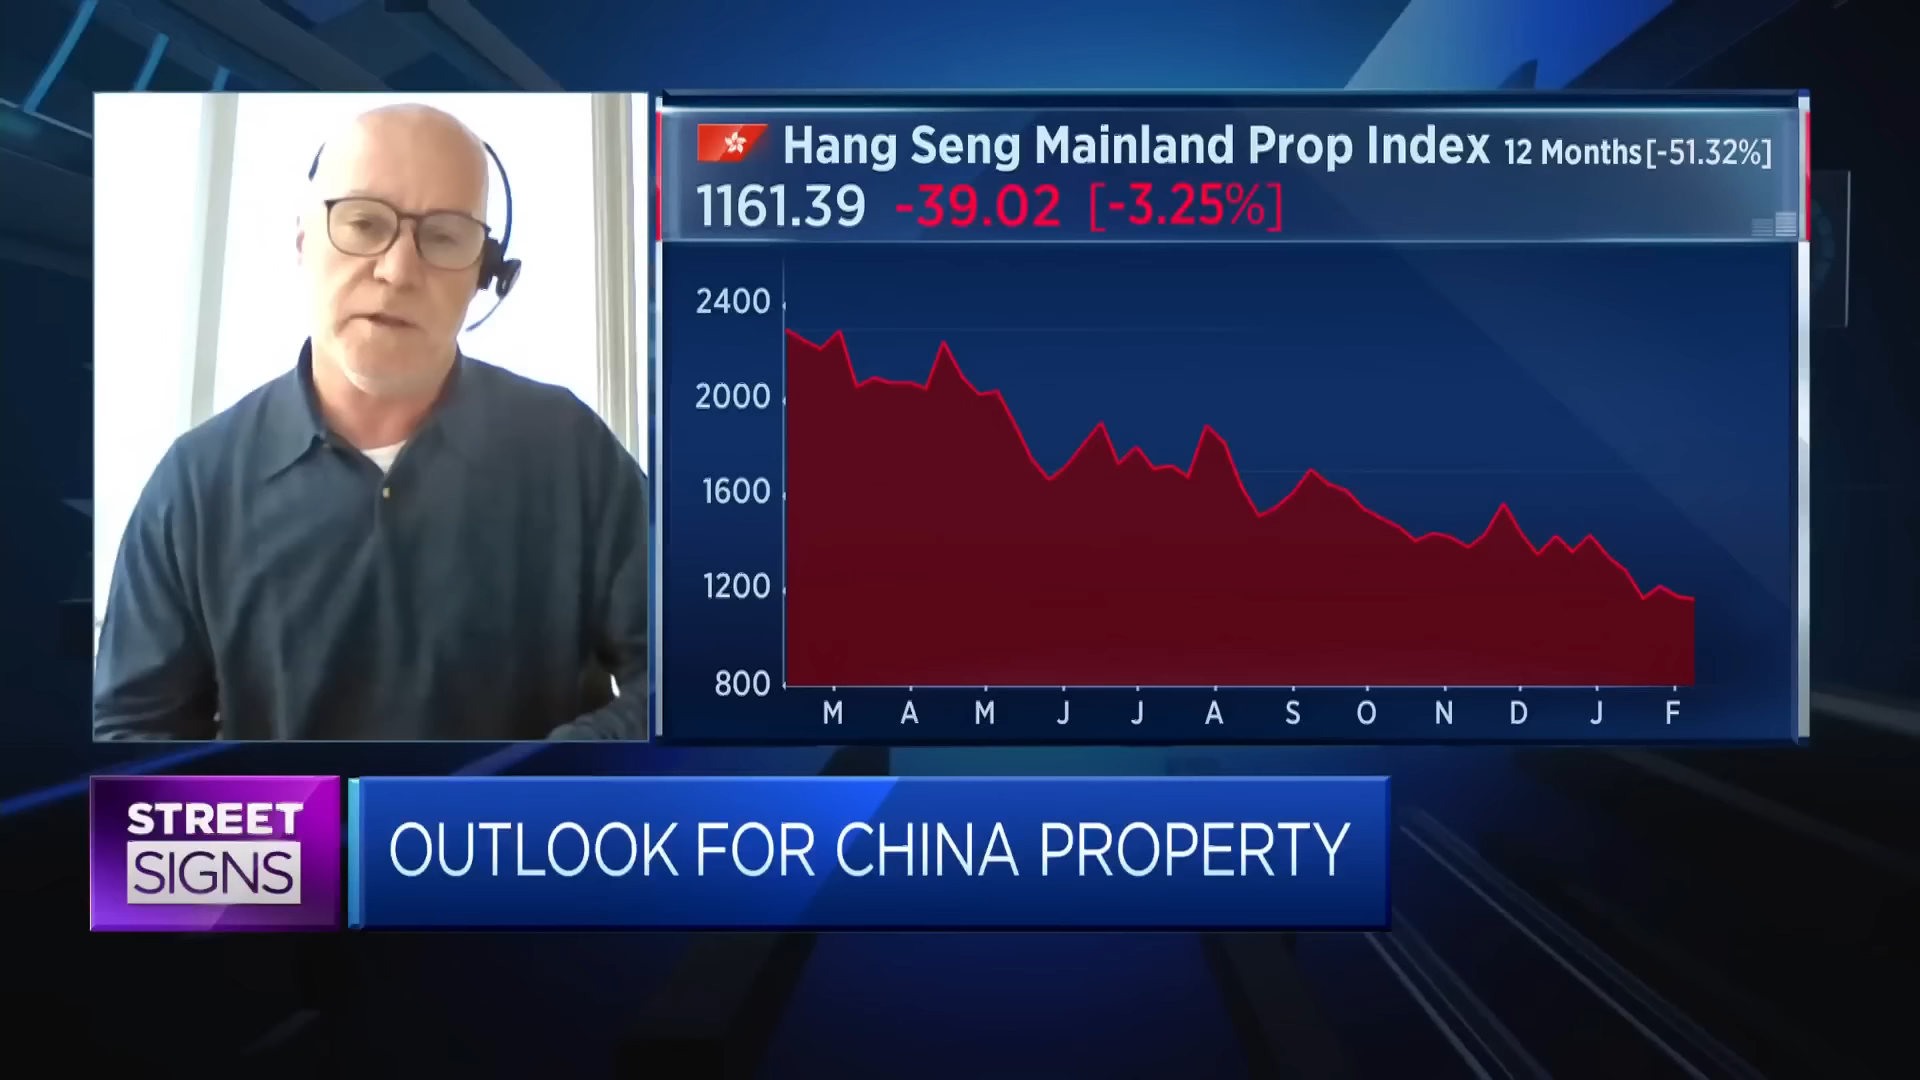 Hang Seng Mainland Prop Index 12 Months [-51.32%]
1161.39 -39.02 [-3.25%]
2400
2000
1600
1200
800
M A M J J A S O N D J F
STREET
SIGNS
OUTLOOK FOR CHINA PROPERTY